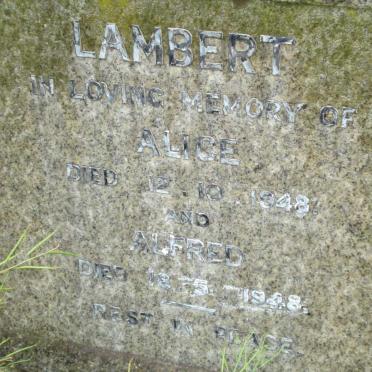 LAMBERT
IN LOVING MEMORY OF
ALICE
DIED 12.10.1948.
AND
ALFRED
DIED 1948.
REST IN PEACE.